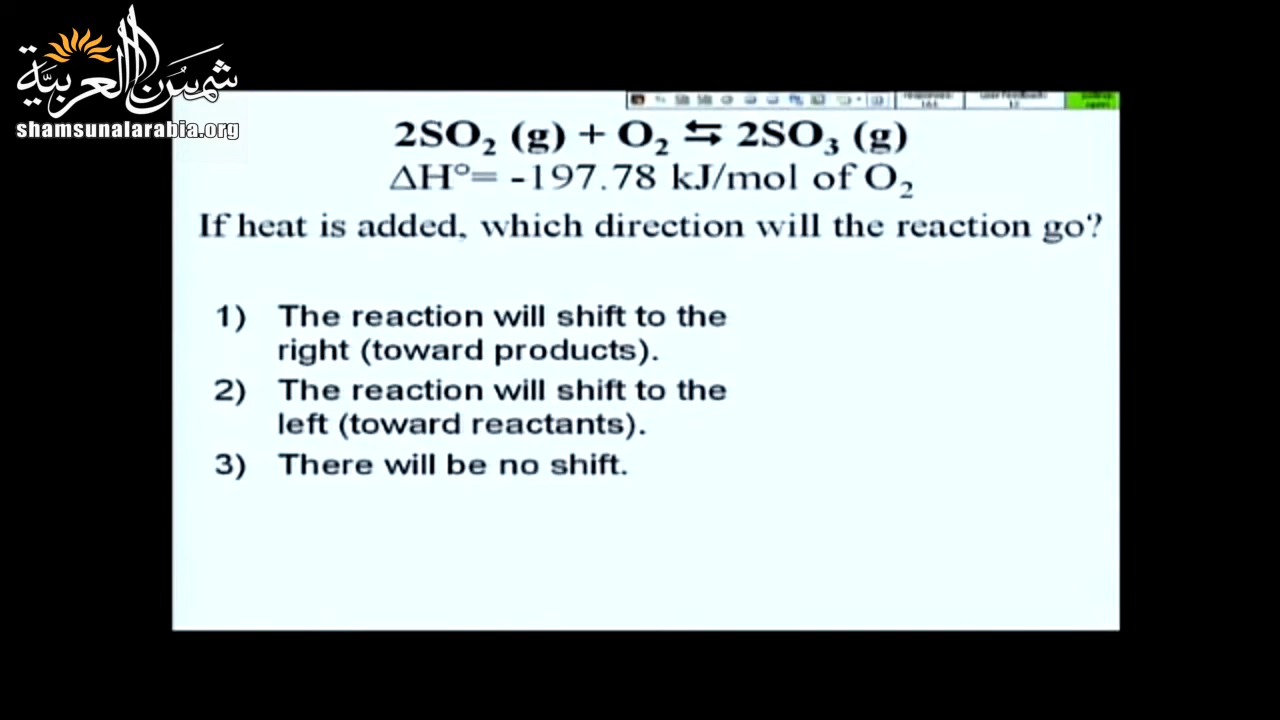 شمس العربية
shamsunalarabia.org
2SO₂ (g) + O₂ ⇆ 2SO₃ (g)
ΔH°= -197.78 kJ/mol of O₂
If heat is added, which direction will the reaction go?
1) The reaction will shift to the
right (toward products).
2) The reaction will shift to the
left (toward reactants).
3) There will be no shift.